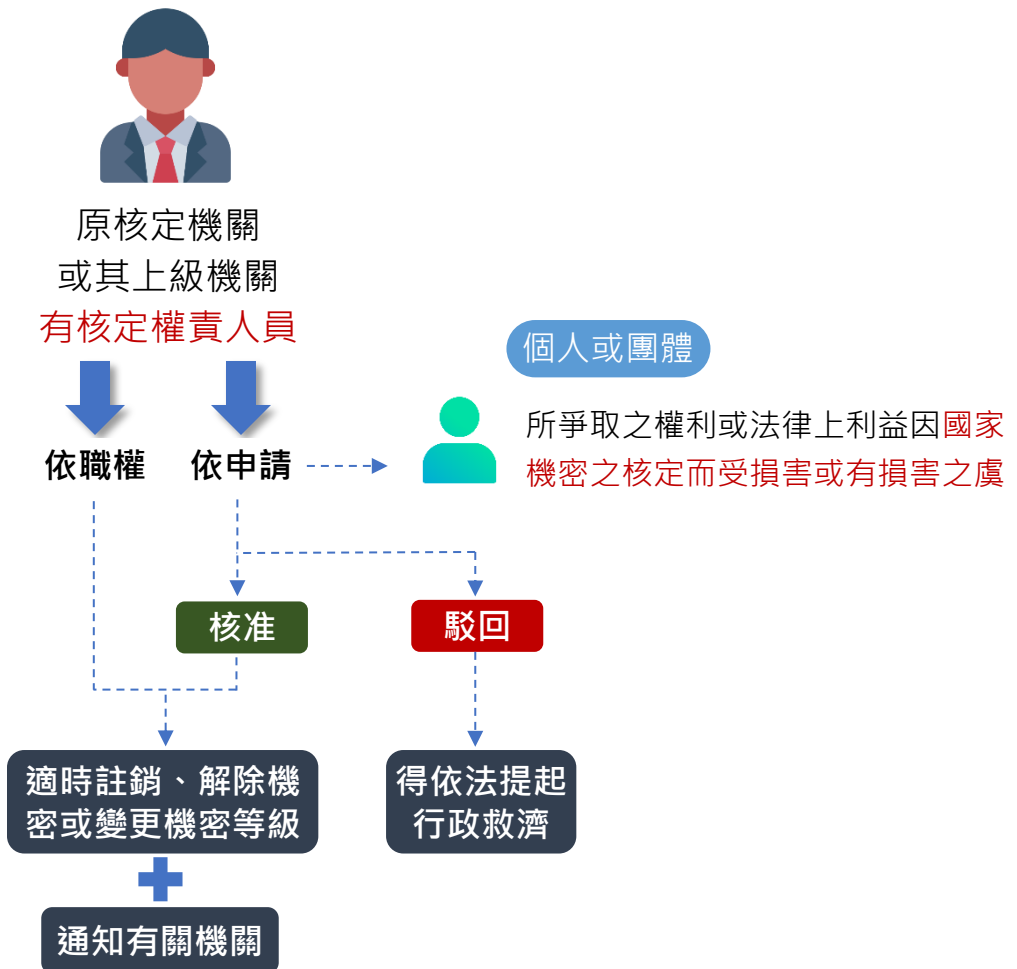 原核定機關
或其上級機關
有核定權責人員
個人或團體
所爭取之權利或法律上利益因國家
機密之核定而受損害或有損害之虞
依職權
依申請
核准
駁回
適時註銷、解除機
密或變更機密等級
得依法提起
行政救濟
通知有關機關